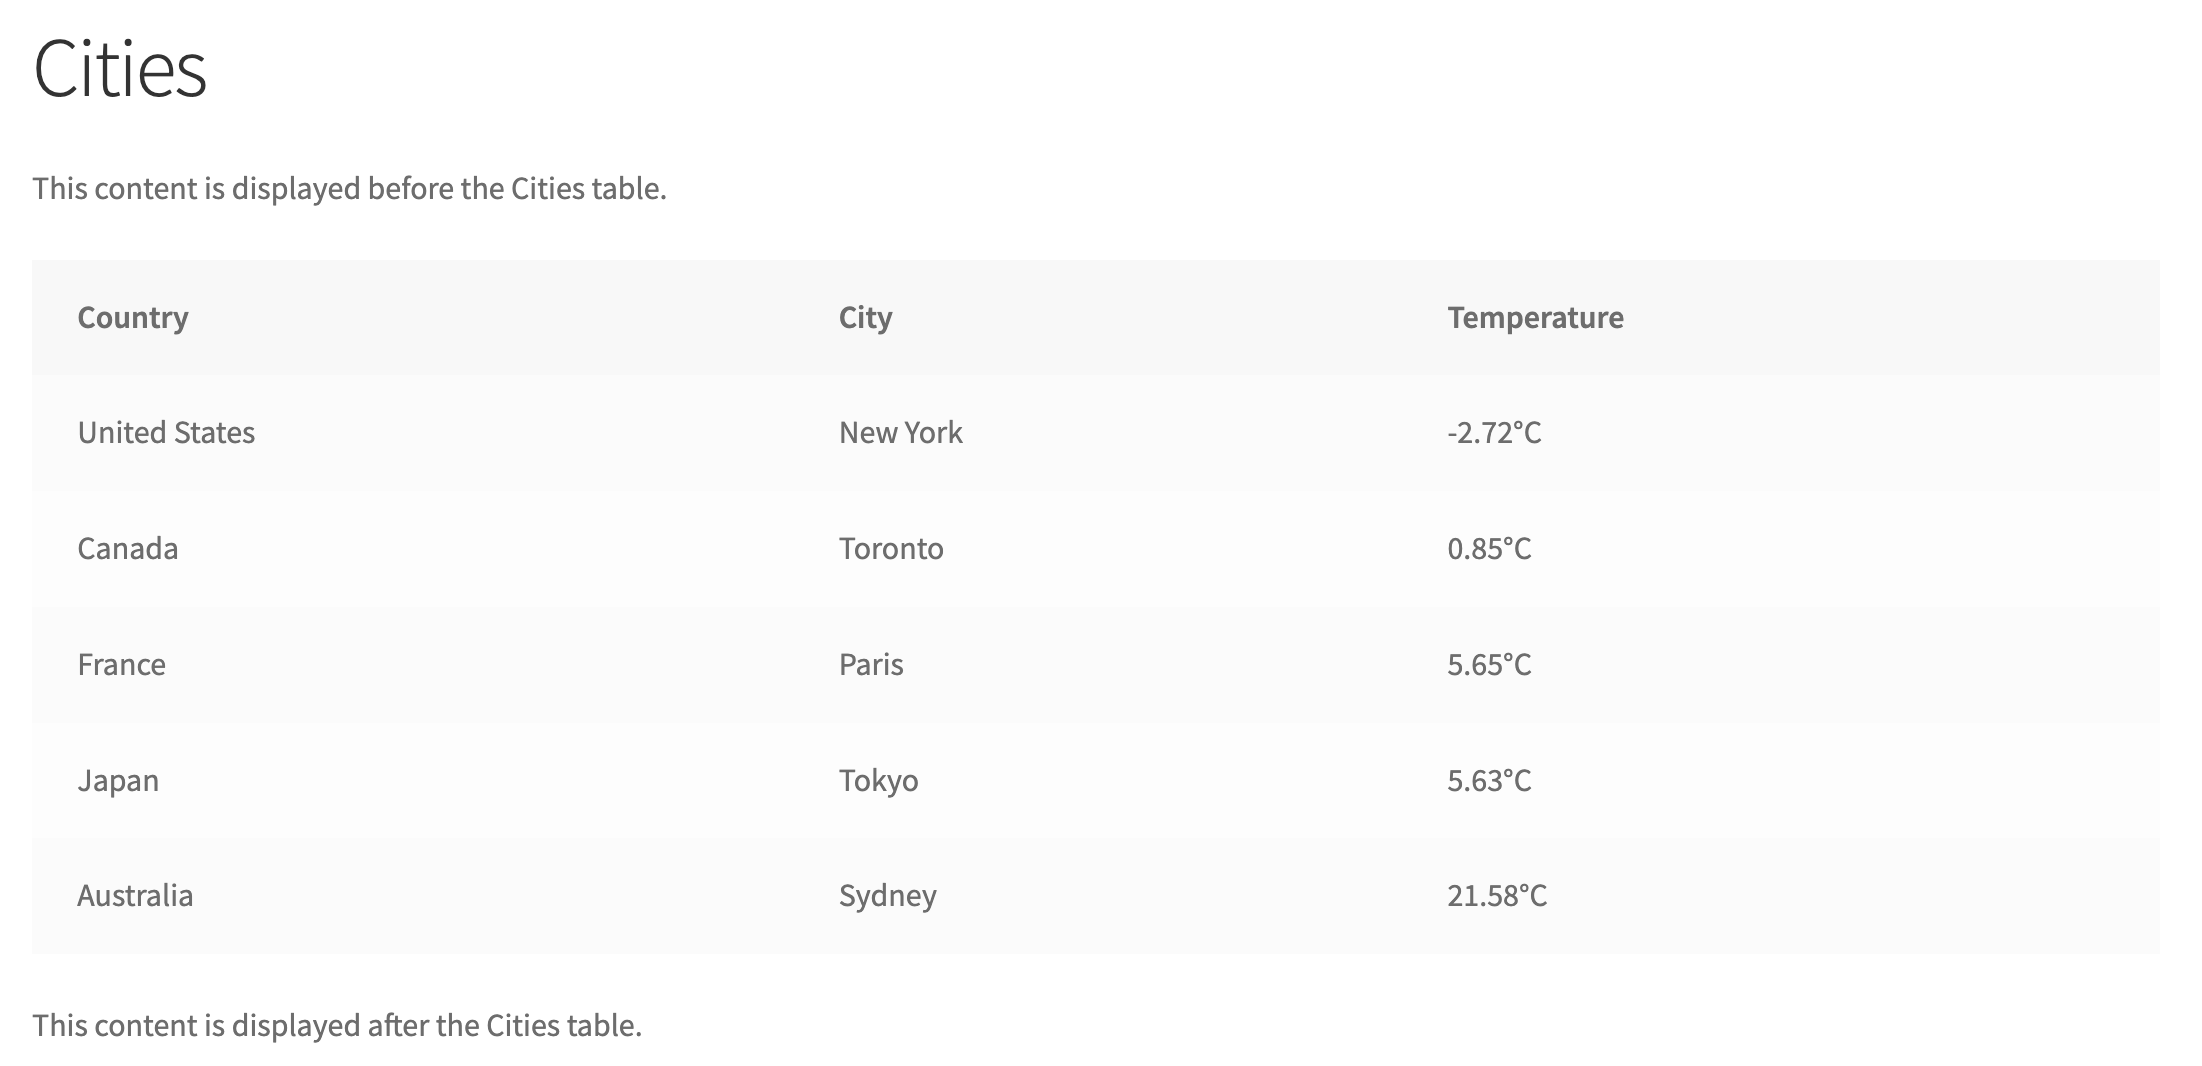 Cities
This content is displayed before the Cities table.
Country City Temperature
United States New York -2.72°C
Canada Toronto 0.85°C
France Paris 5.65°C
Japan Tokyo 5.63°C
Australia Sydney 21.58°C
This content is displayed after the Cities table.